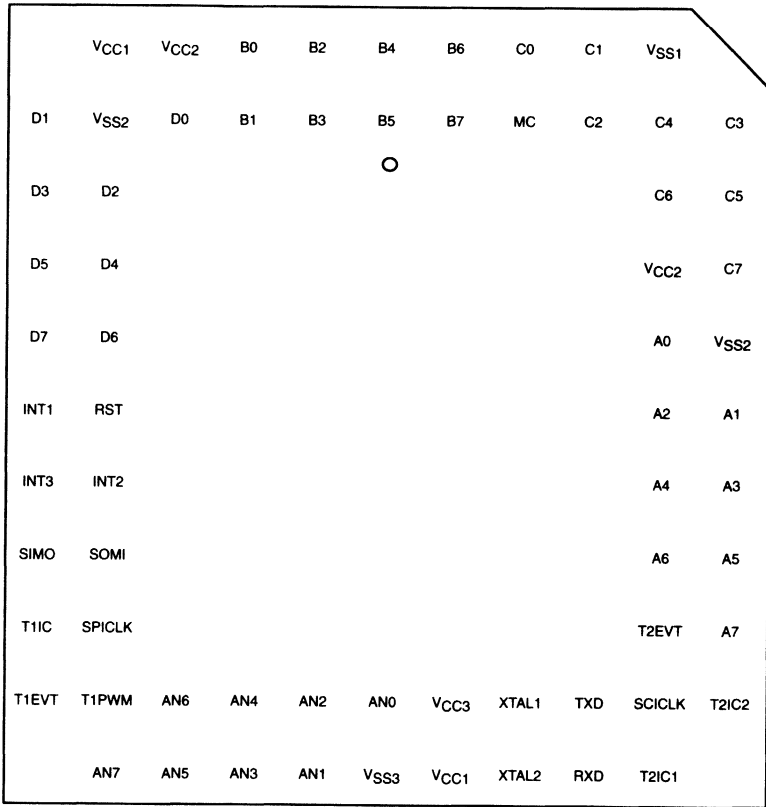 VCC1 VCC2 B0 B2 B4 B6 C0 C1 VSS1
D1 VSS2 D0 B1 B3 B5 B7 MC C2 C4 C3
D3 D2 C6 C5
D5 D4 VCC2 C7
D7 D6 A0 VSS2
INT1 RST A2 A1
INT3 INT2 A4 A3
SIMO SOMI A6 A5
T1IC SPICLK T2EVT A7
T1EVT T1PWM AN6 AN4 AN2 AN0 VCC3 XTAL1 TXD SCICLK T2IC2
AN7 AN5 AN3 AN1 VSS3 VCC1 XTAL2 RXD T2IC1